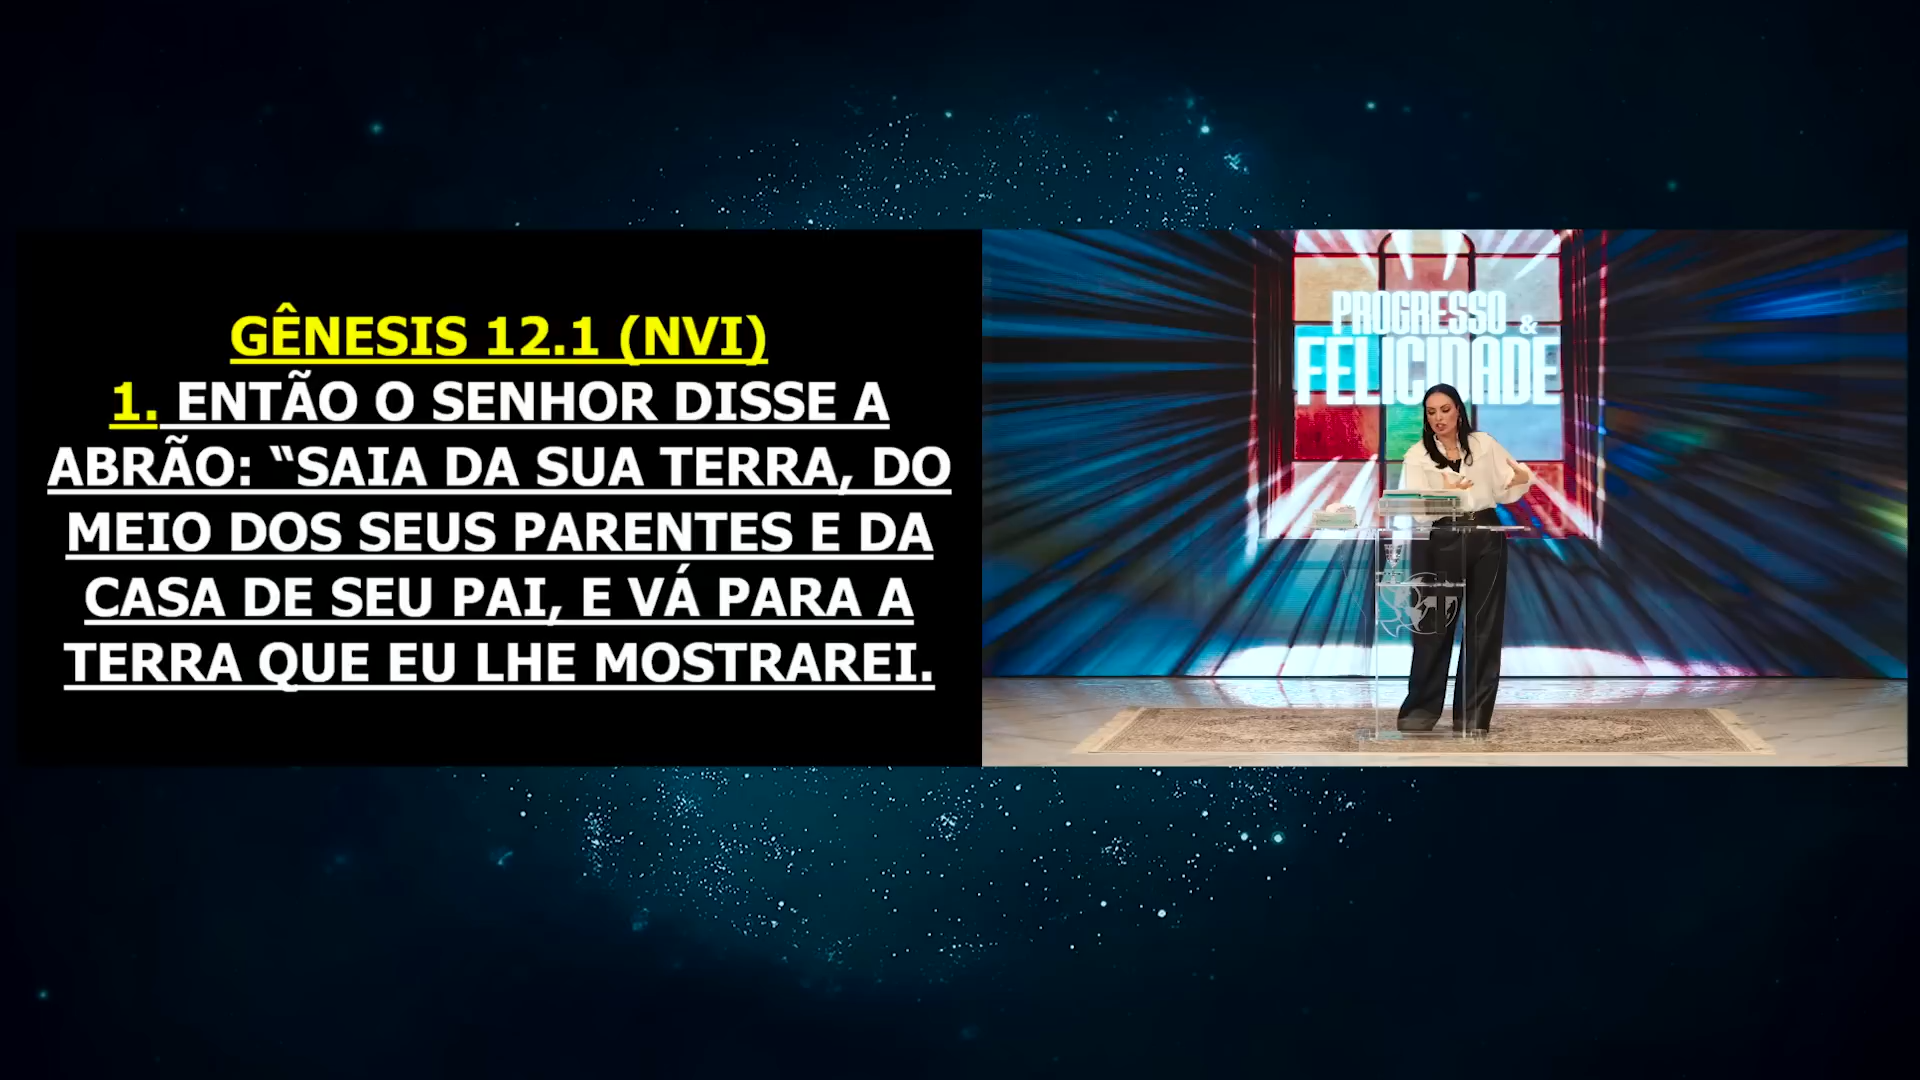 GÊNESIS 12.1 (NVI)
1. ENTÃO O SENHOR DISSE A
ABRÃO: “SAIA DA SUA TERRA, DO
MEIO DOS SEUS PARENTES E DA
CASA DE SEU PAI, E VÁ PARA A
TERRA QUE EU LHE MOSTRAREI.
PROGRESSO &
FELICIDADE